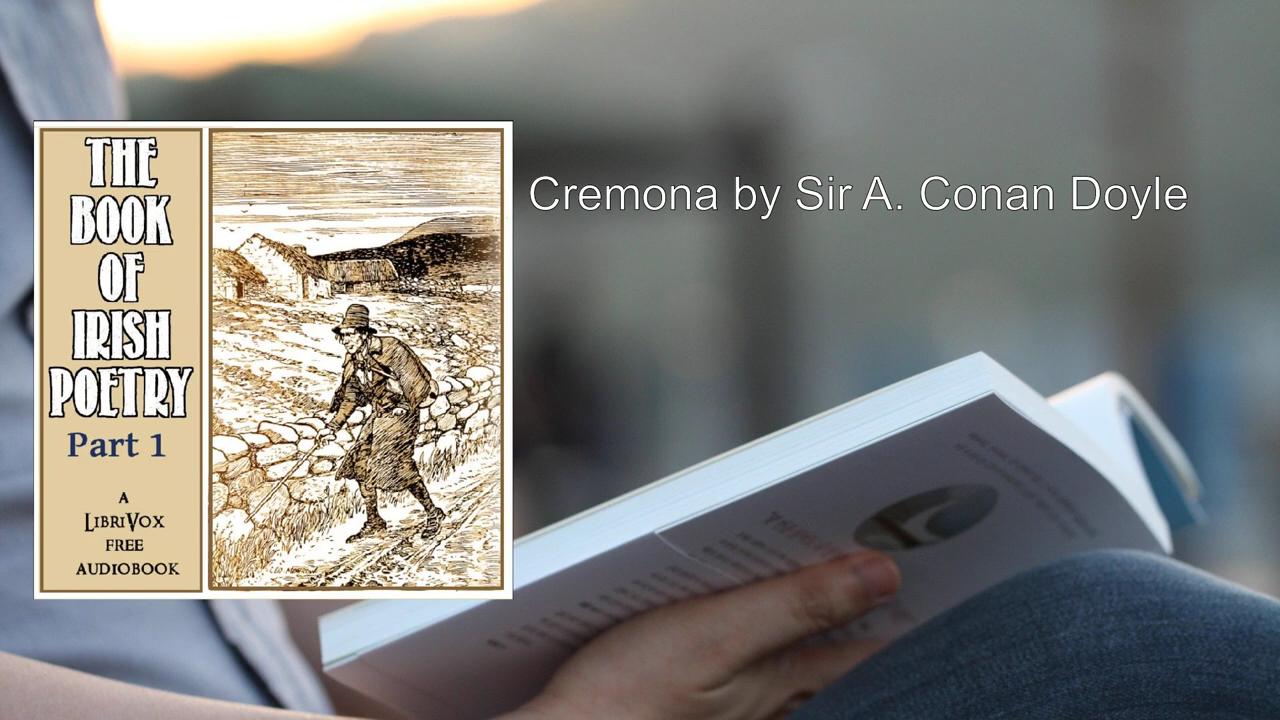 THE
BOOK
OF
IRISH
POETRY
Part 1
A
LIBRIVOX
FREE
AUDIOBOOK
Cremona by Sir A. Conan Doyle